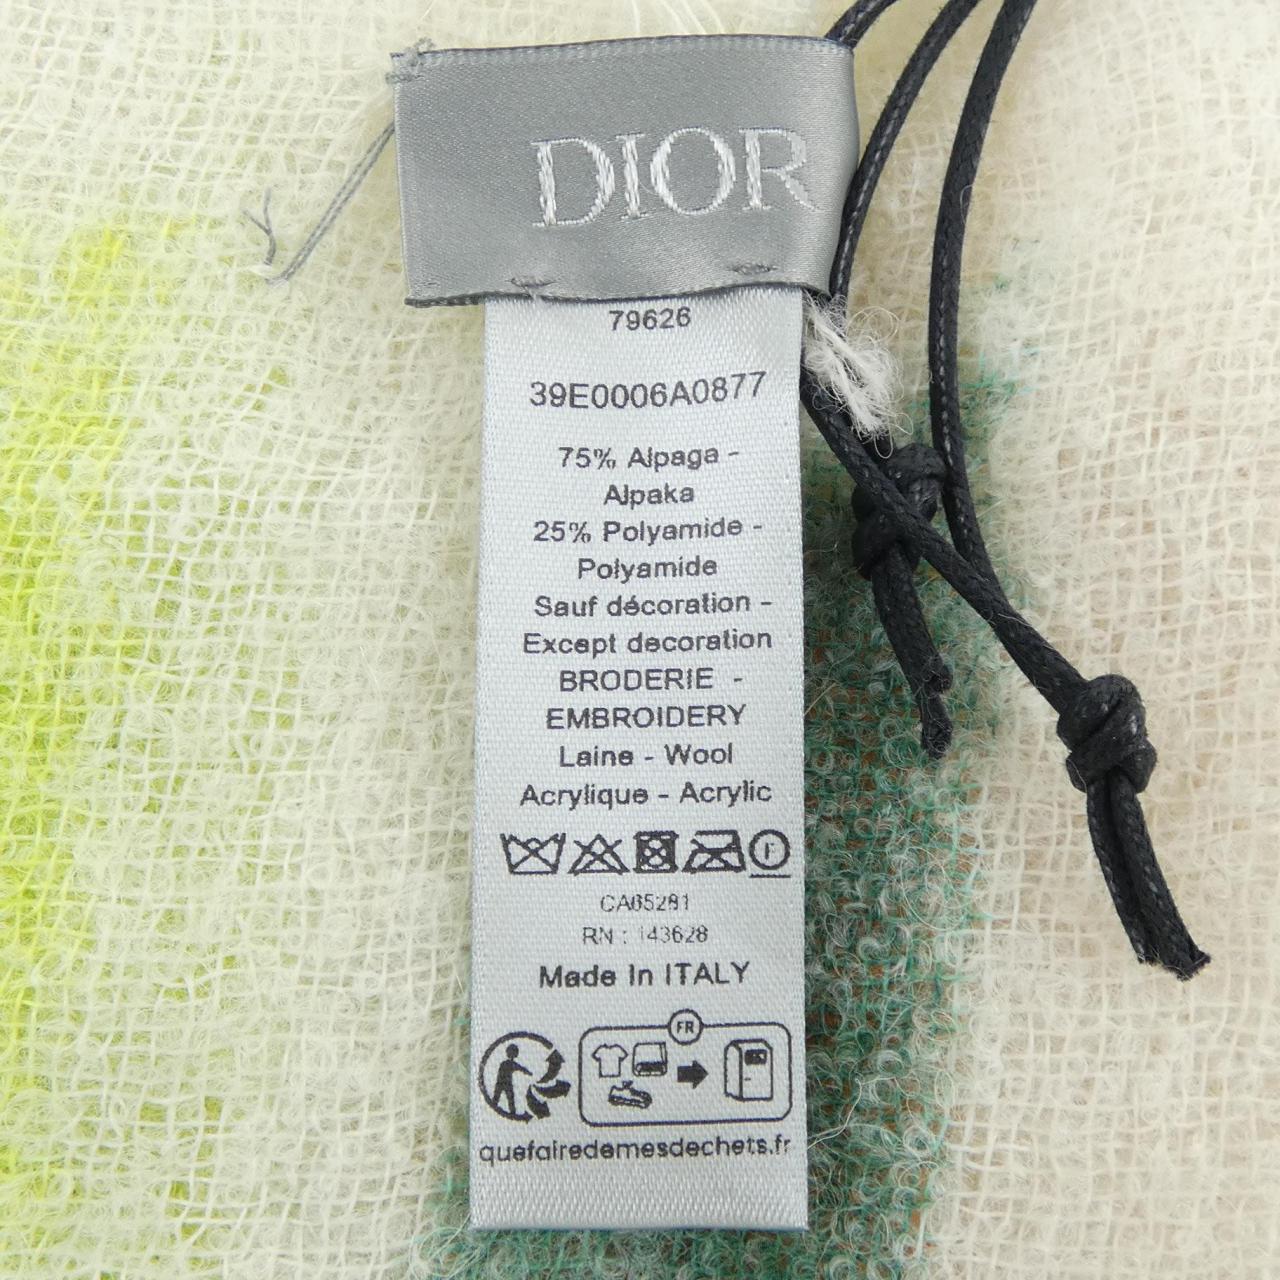 DIOR
79626
39E0006A0877
75% Alpaga -
Alpaka
25% Polyamide -
Polyamide
Sauf décoration -
Except decoration
BRODERIE -
EMBROIDERY
Laine - Wool
Acrylique - Acrylic
CA65281
RN : 143628
Made In ITALY
FR
quefairedemesdechets.fr